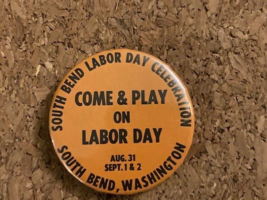 SOUTH BEND LABOR DAY CELEBRATION
COME & PLAY
ON
LABOR DAY
AUG. 31
SEPT. 1 & 2
SOUTH BEND, WASHINGTON